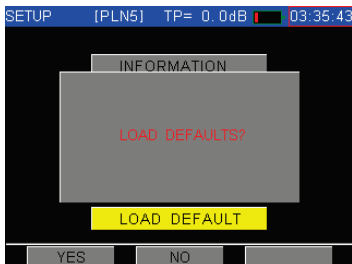 SETUP [PLN5] TP= 0.0dB 03:35:43
INFORMATION
LOAD DEFAULTS?
LOAD DEFAULT
YES NO